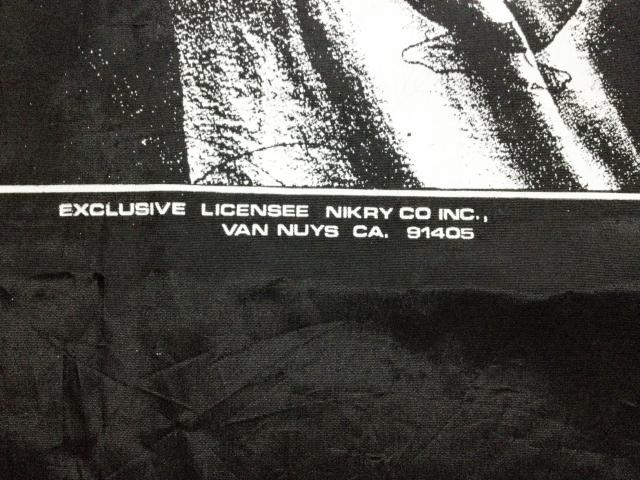 EXCLUSIVE LICENSEE NIKRY CO INC.,
VAN NUYS CA. 91405